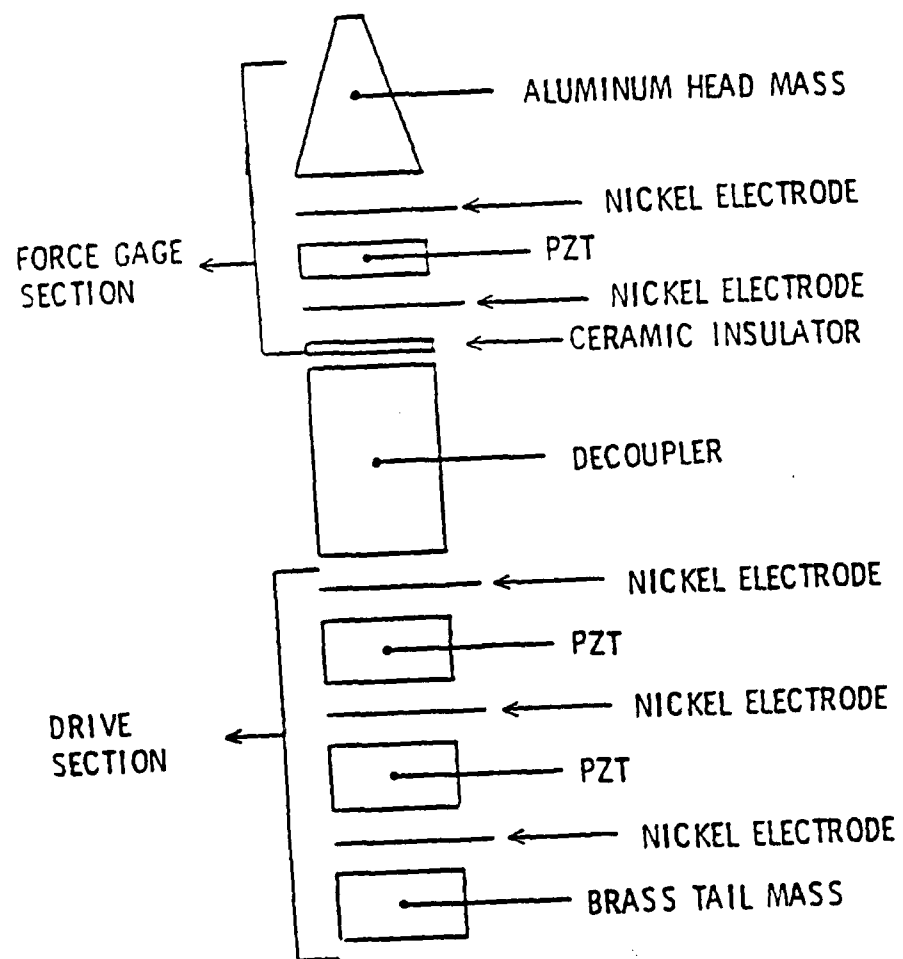 ALUMINUM HEAD MASS
NICKEL ELECTRODE
PZT
FORCE GAGE
SECTION
NICKEL ELECTRODE
CERAMIC INSULATOR
DECOUPLER
NICKEL ELECTRODE
PZT
NICKEL ELECTRODE
DRIVE
SECTION
PZT
NICKEL ELECTRODE
BRASS TAIL MASS